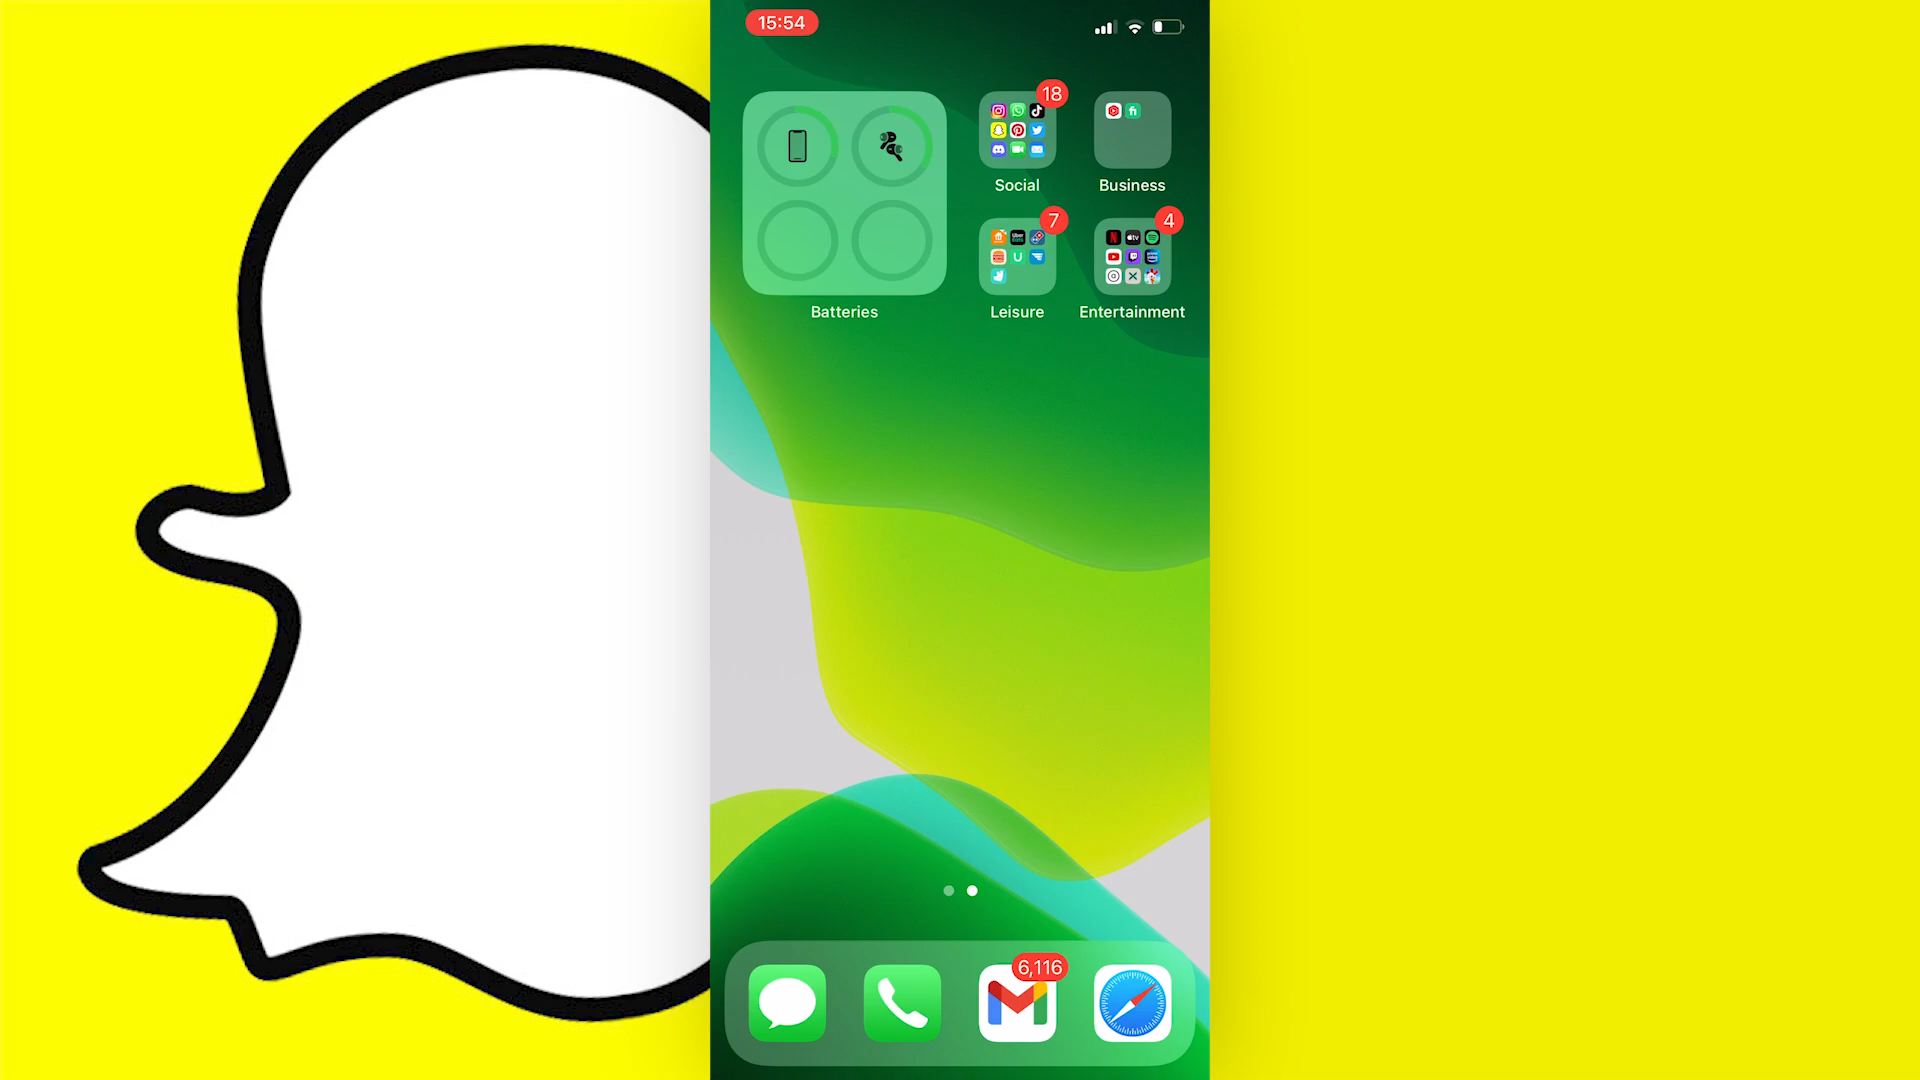 15:54
18
Social
Business
7
4
Batteries
Leisure
Entertainment
6,116